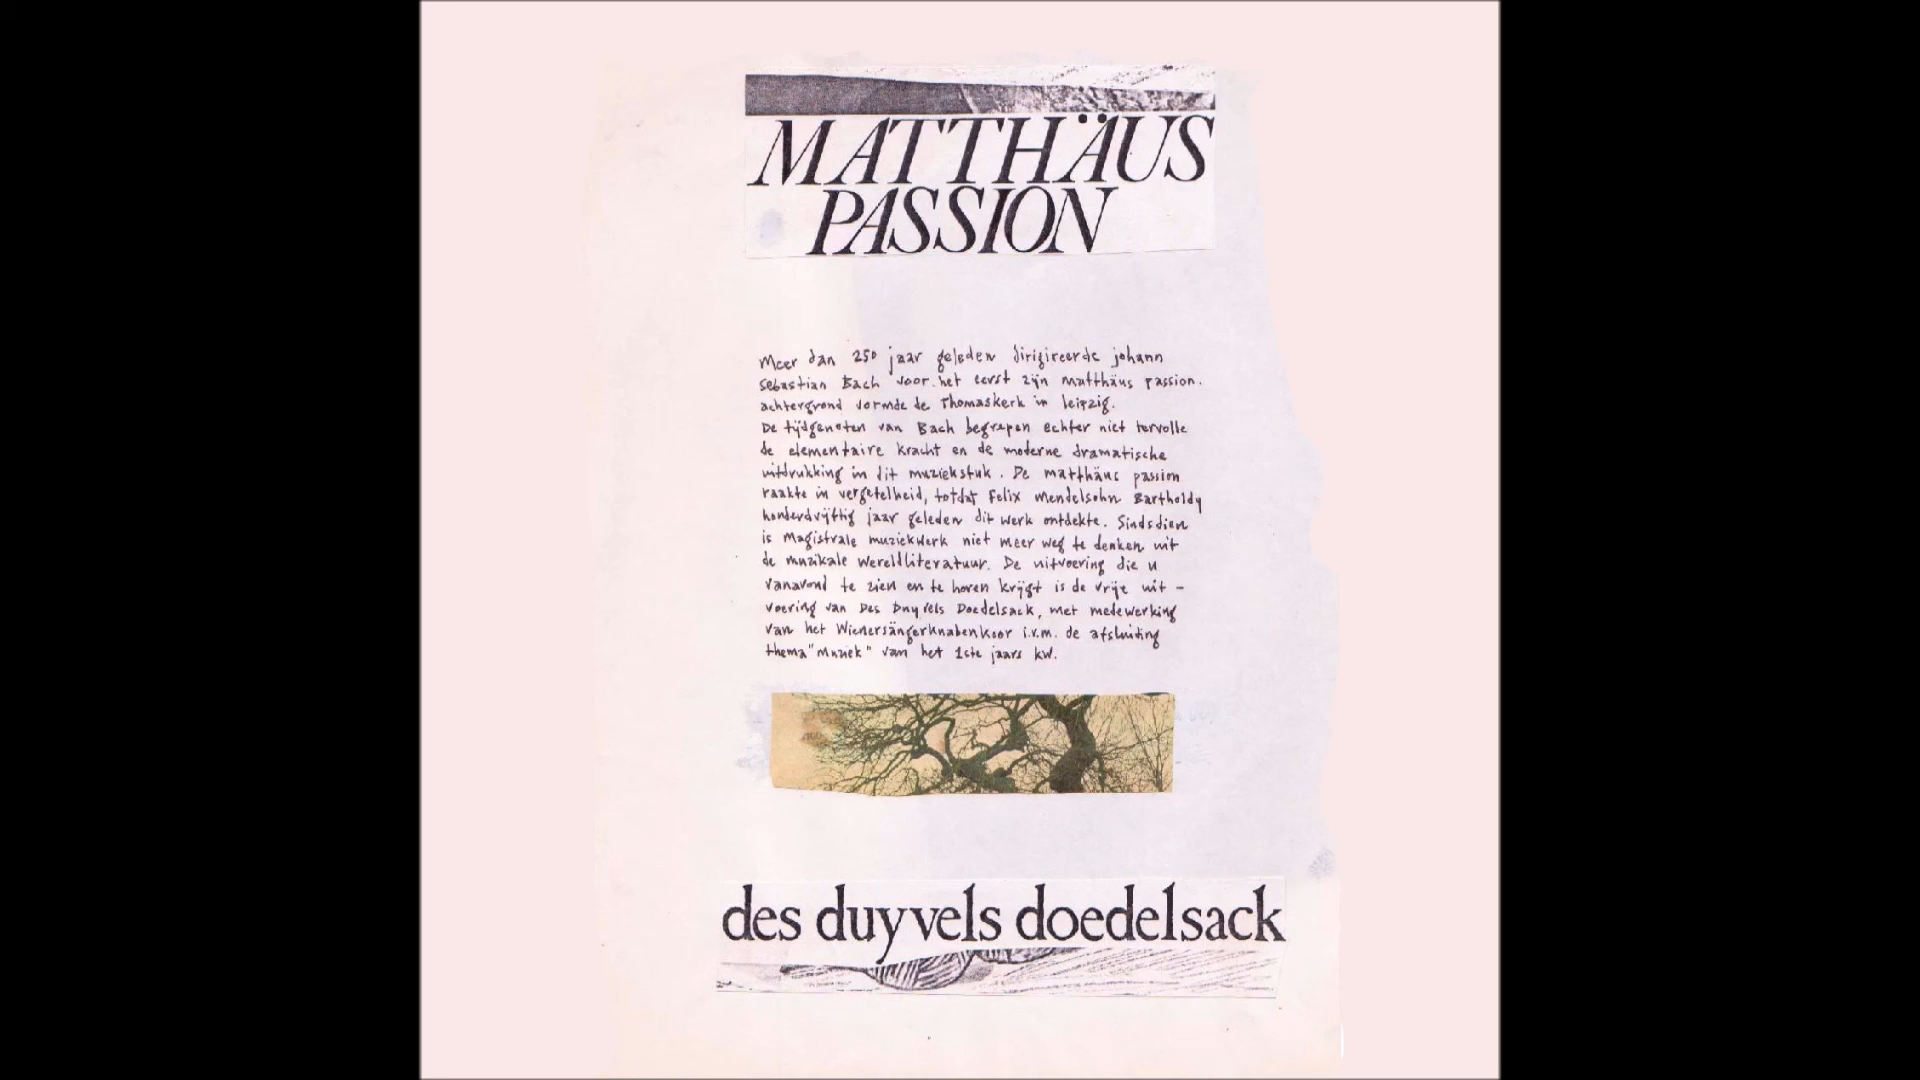 MATTHÄUS
PASSION
Meer dan 250 jaar geleden dirigireerde johann
Sebastian Bach voor het eerst zijn matthäus passion.
achtergrond vormde de Thomaskerk in leipzig.
De tijdgenoten van Bach begrepen echter niet tervolle
de elementaire kracht en de moderne dramatische
uitdrukking in dit muziekstuk. De matthäus passion
raakte in vergetelheid, totdat Felix Mendelsohn Bartholdy
honderdvijftig jaar geleden dit werk ontdekte. Sindsdien
is Magistrale muziekwerk niet meer weg te denken uit
de muzikale wereldliteratuur. De uitvoering die u
vanavond te zien en te horen krijgt is de vrije uit-
voering van Des Duyvels Doedelsack, met medewerking
van het Wienersängerknabenkoor i.v.m. de afsluiting
thema "muziek" van het 1ste jaars kw.
des duyvels doedelsack